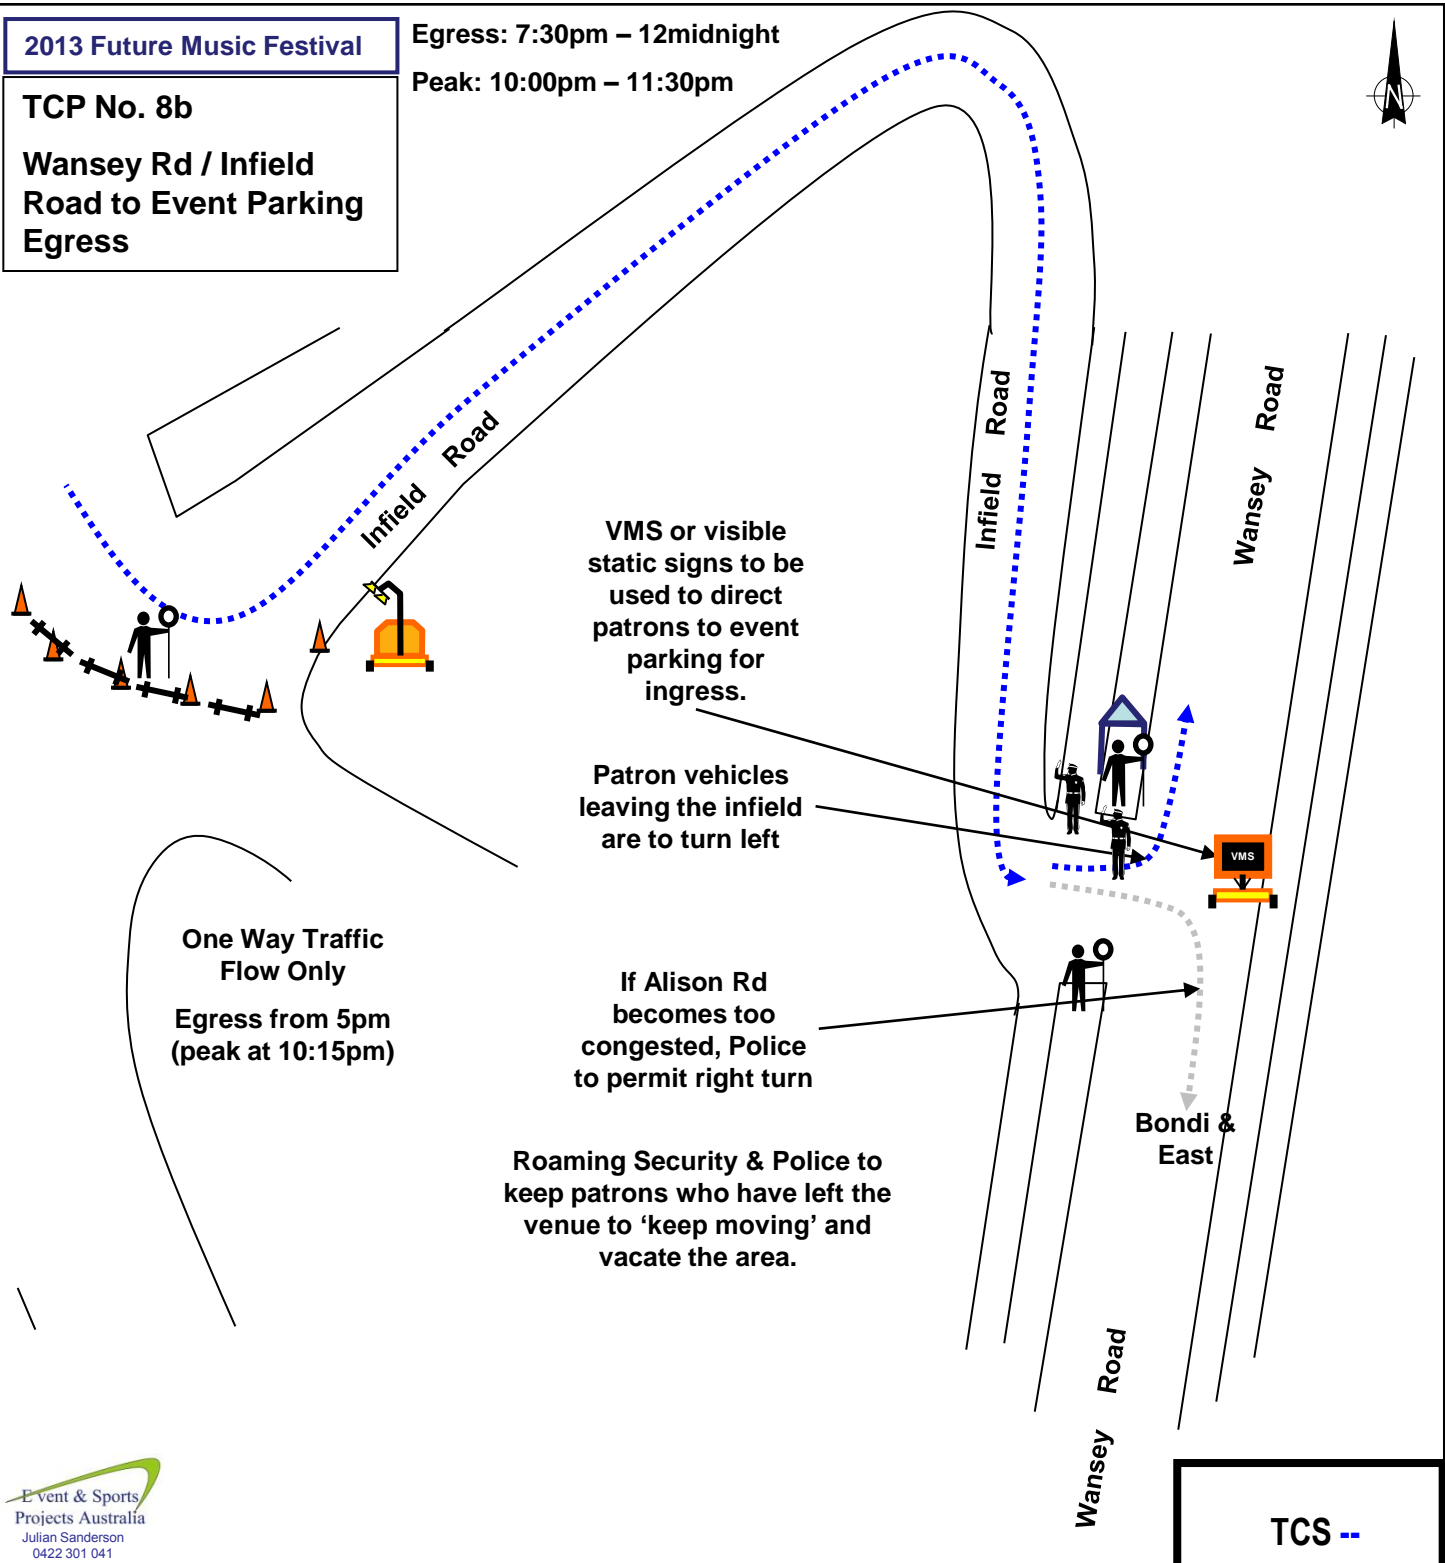 2013 Future Music Festival
Egress: 7:30pm – 12midnight
Peak: 10:00pm – 11:30pm
TCP No. 8b
Wansey Rd / Infield
Road to Event Parking
Egress
N
Infield Road
Infield Road
Wansey Road
VMS or visible
static signs to be
used to direct
patrons to event
parking for
ingress.
Patron vehicles
leaving the infield
are to turn left
VMS
One Way Traffic
Flow Only
Egress from 5pm
(peak at 10:15pm)
If Alison Rd
becomes too
congested, Police
to permit right turn
Bondi &
East
Roaming Security & Police to
keep patrons who have left the
venue to ‘keep moving’ and
vacate the area.
Wansey Road
Event & Sports
Projects Australia
Julian Sanderson
0422 301 041
TCS --